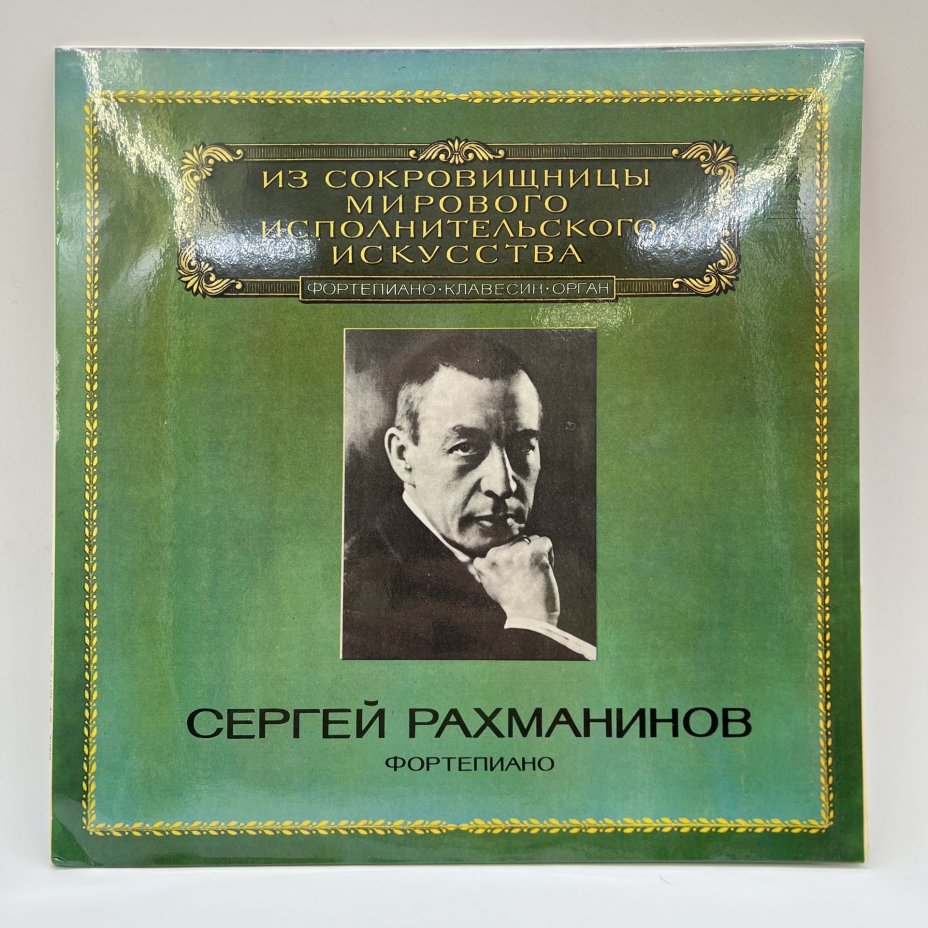 ИЗ СОКРОВИЩНИЦЫ
МИРОВОГО
ИСПОЛНИТЕЛЬСКОГО
ИСКУССТВА
ФОРТЕПИАНО·КЛАВЕСИН·ОРГАН
СЕРГЕЙ РАХМАНИНОВ
ФОРТЕПИАНО